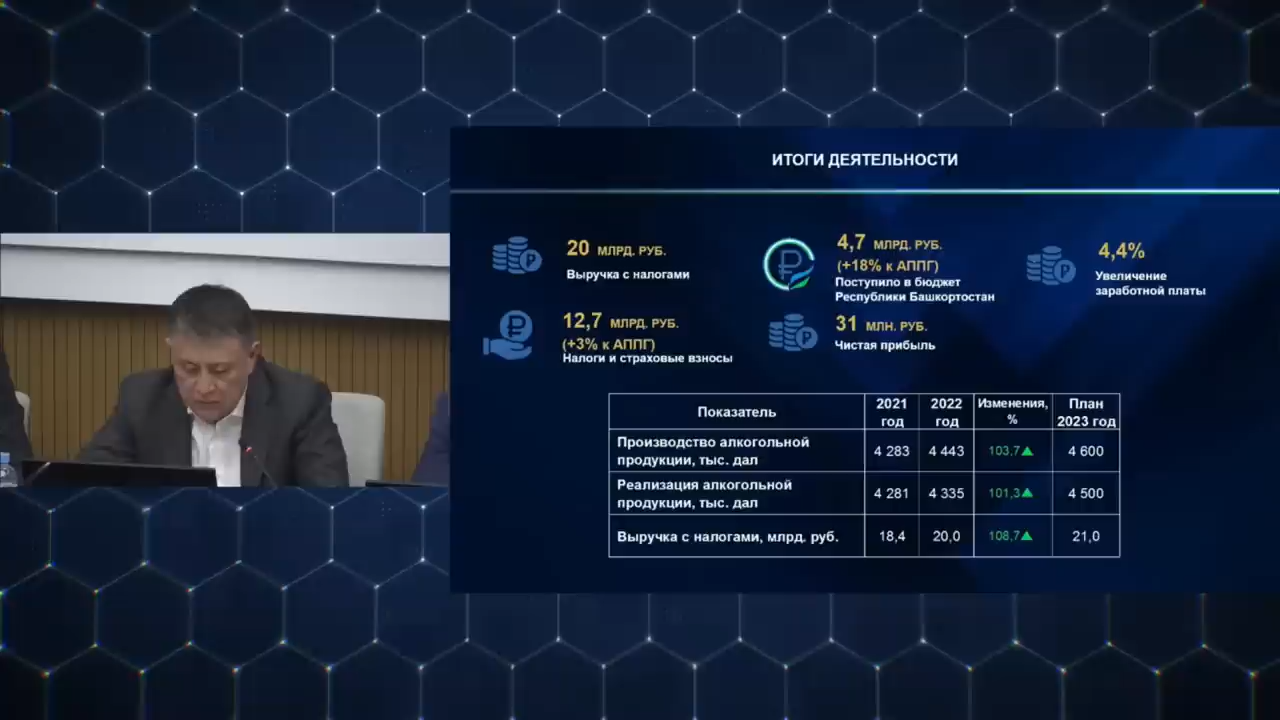 ИТОГИ ДЕЯТЕЛЬНОСТИ
20 МЛРД. РУБ.
Выручка с налогами
4,7 МЛРД. РУБ.
(+18% к АППГ)
Поступило в бюджет
Республики Башкортостан
4,4%
Увеличение
заработной платы
12,7 МЛРД. РУБ.
(+3% к АППГ)
Налоги и страховые взносы
31 МЛН. РУБ.
Чистая прибыль
Показатель
2021
год
2022
год
Изменения,
%
План
2023 год
Производство алкогольной
продукции, тыс. дал
4 283
4 443
103,7▲
4 600
Реализация алкогольной
продукции, тыс. дал
4 281
4 335
101,3▲
4 500
Выручка с налогами, млрд. руб.
18,4
20,0
108,7▲
21,0